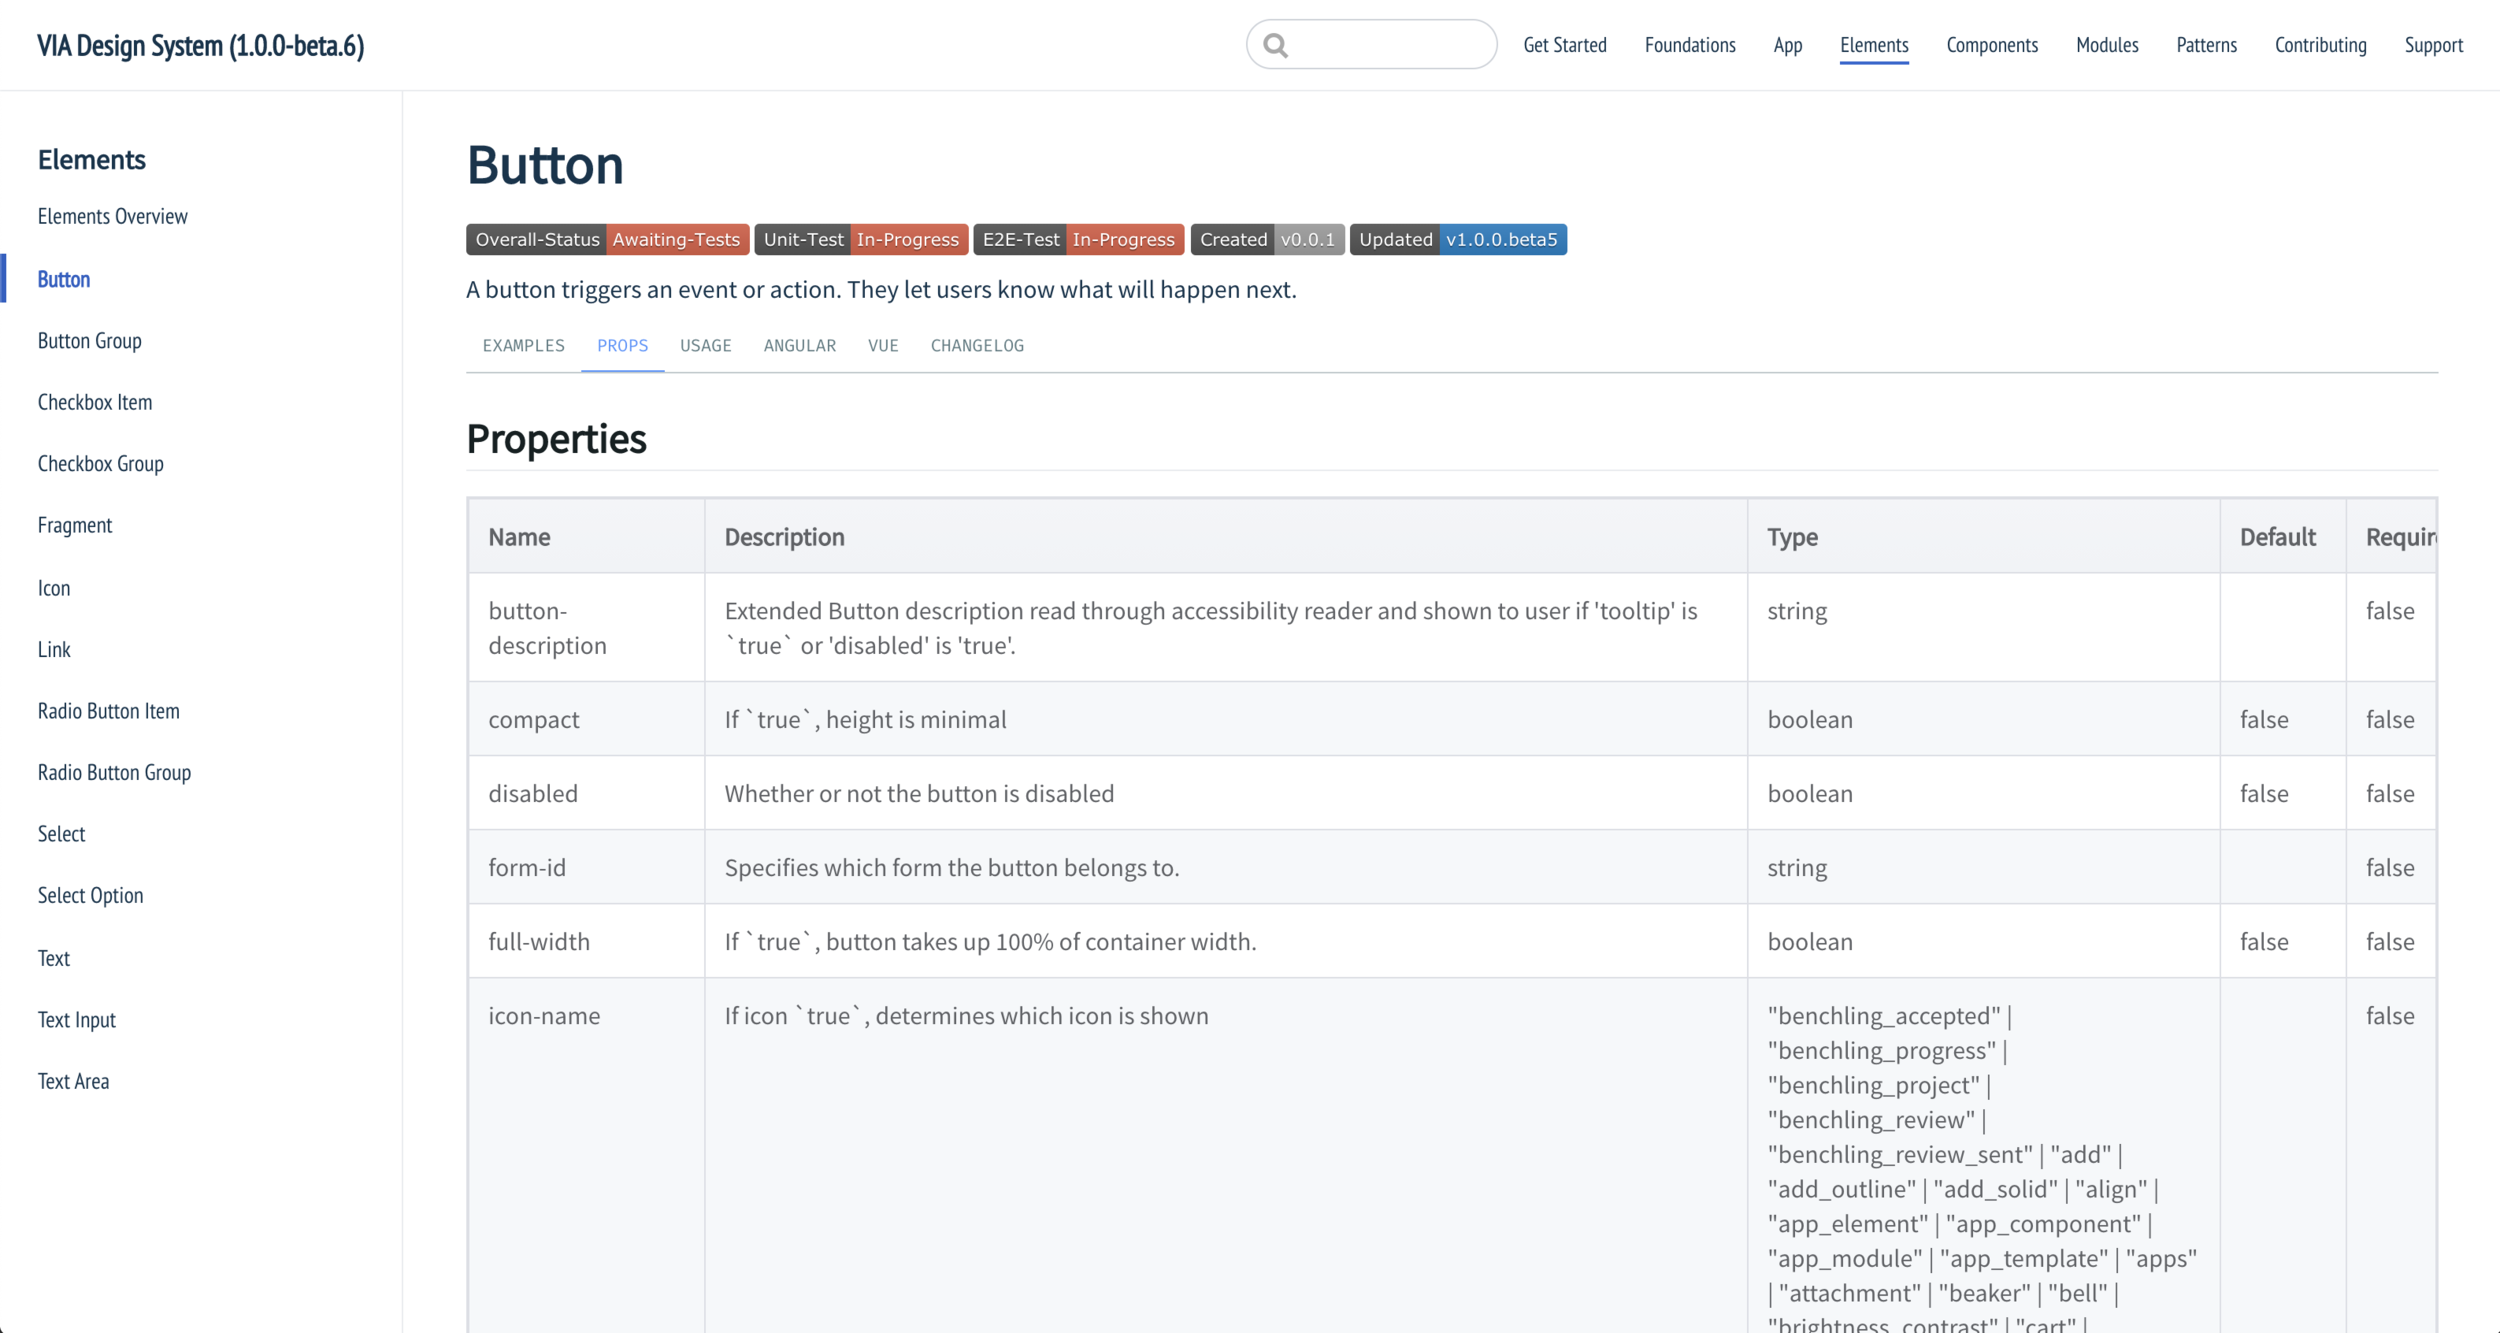 VIA Design System (1.0.0-beta.6)
Get Started Foundations App Elements Components Modules Patterns Contributing Support
Elements
Elements Overview
Button
Button Group
Checkbox Item
Checkbox Group
Fragment
Icon
Link
Radio Button Item
Radio Button Group
Select
Select Option
Text
Text Input
Text Area
Button
Overall-Status Awaiting-Tests Unit-Test In-Progress E2E-Test In-Progress Created v0.0.1 Updated v1.0.0.beta5
A button triggers an event or action. They let users know what will happen next.
EXAMPLES PROPS USAGE ANGULAR VUE CHANGELOG
Properties
Name Description Type Default Requir
button-description Extended Button description read through accessibility reader and shown to user if 'tooltip' is `true` or 'disabled' is 'true'. string false
compact If `true`, height is minimal boolean false false
disabled Whether or not the button is disabled boolean false false
form-id Specifies which form the button belongs to. string false
full-width If `true`, button takes up 100% of container width. boolean false false
icon-name If icon `true`, determines which icon is shown "benchling_accepted" | false
"benchling_progress" |
"benchling_project" |
"benchling_review" |
"benchling_review_sent" | "add" |
"add_outline" | "add_solid" | "align" |
"app_element" | "app_component" |
"app_module" | "app_template" | "apps"
| "attachment" | "beaker" | "bell" |
"brightness_contrast" | "cart" |